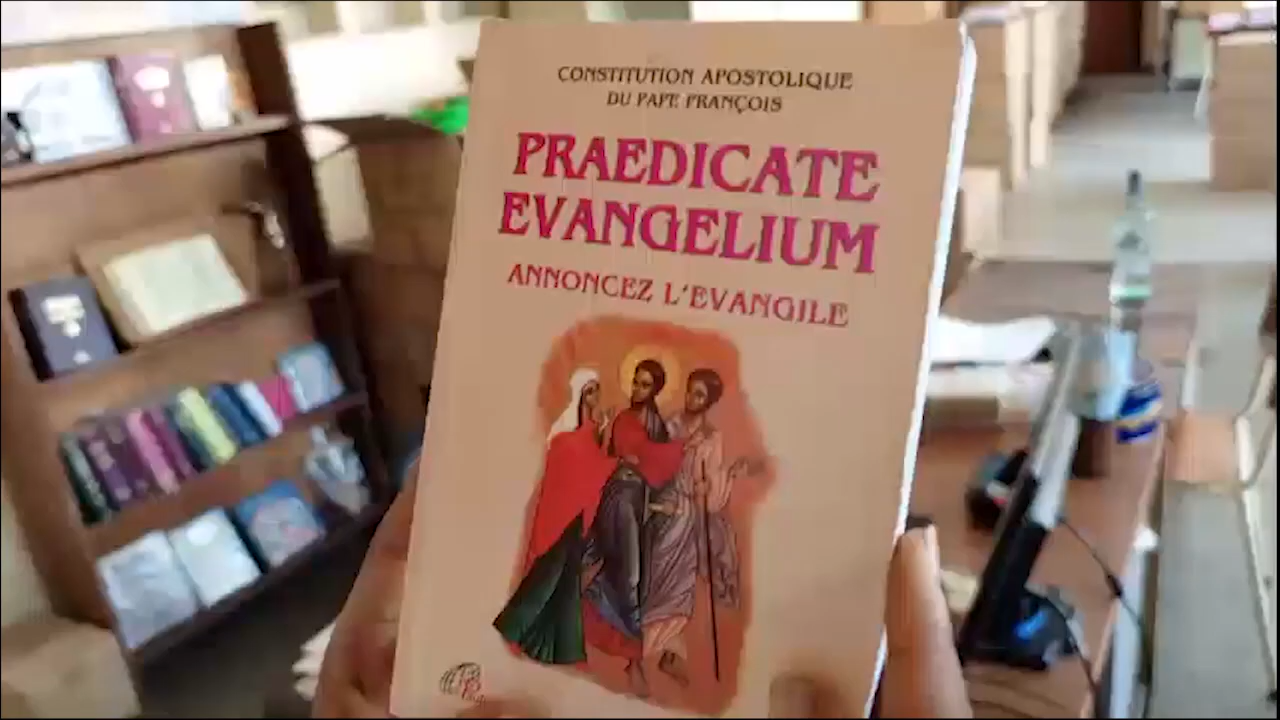 CONSTITUTION APOSTOLIQUE
DU PAPE FRANÇOIS
PRAEDICATE
EVANGELIUM
ANNONCEZ L'EVANGILE